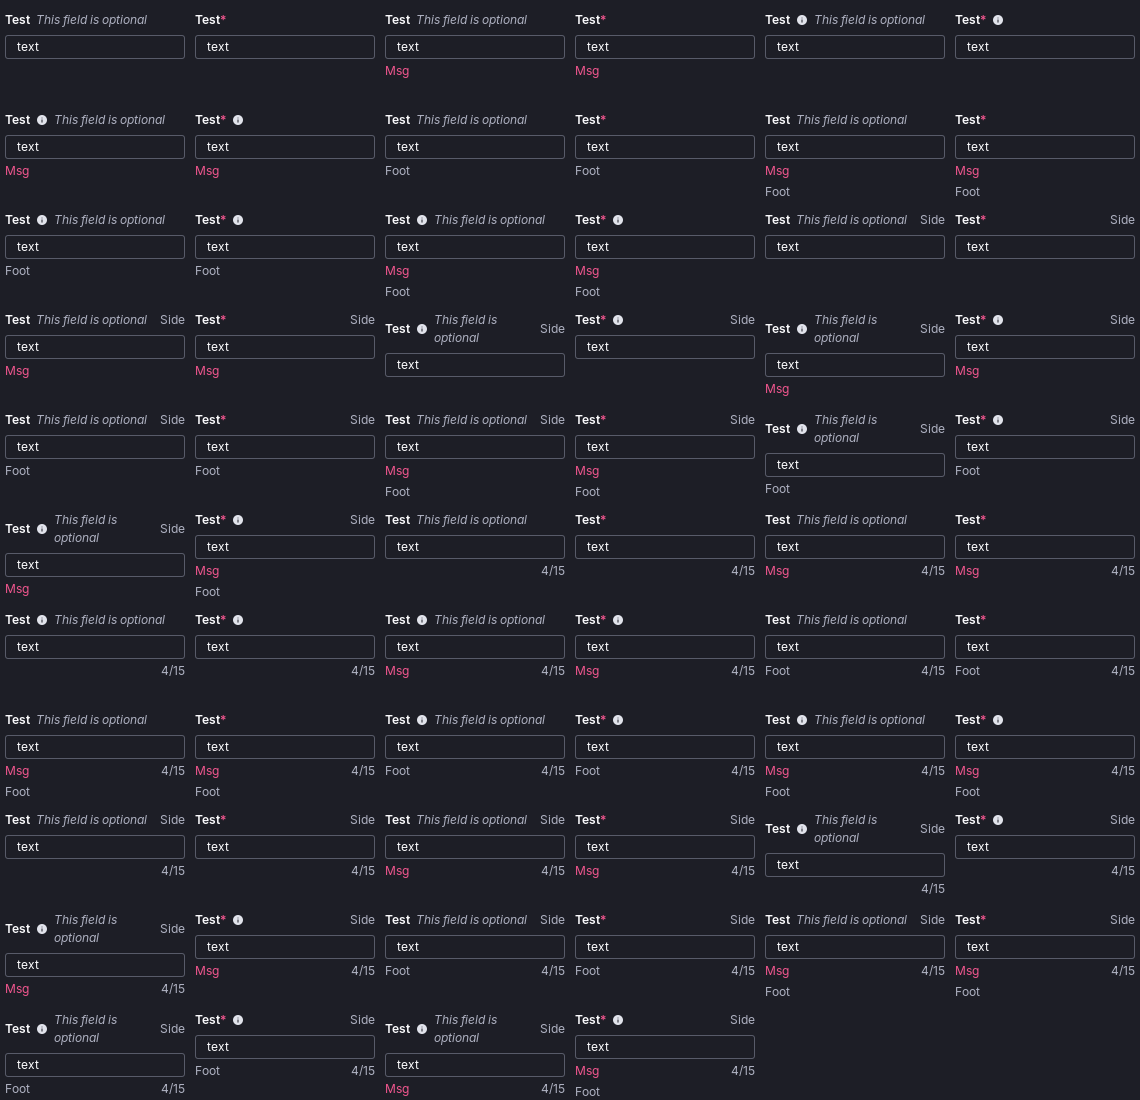 Test This field is optional Test* Test This field is optional Test* Test This field is optional Test*
text text text text text text
Msg Msg
Test This field is optional Test* Test This field is optional Test* Test This field is optional Test*
text text text text text text
Msg Msg Foot Foot Msg Msg
Foot Foot
Test This field is optional Test* Test This field is optional Test* Test This field is optional Side Test* Side
text text text text text text
Foot Foot Msg Msg
Foot Foot
Test This field is optional Side Test* Side Test This field is optional Side Test* Side Test This field is optional Side Test* Side
text text text text text text
Msg Msg Msg Msg
Test This field is optional Side Test* Side Test This field is optional Side Test* Side Test This field is optional Side Test* Side
text text text text text text
Foot Foot Msg Msg Foot Foot
Foot Foot
Test This field is optional Side Test* Side Test This field is optional Test* Test This field is optional Test*
text text text text text text
Msg Msg 4/15 4/15 Msg 4/15 Msg 4/15
Foot
Test This field is optional Test* Test This field is optional Test* Test This field is optional Test*
text text text text text text
4/15 4/15 Msg 4/15 Msg 4/15 Foot 4/15 Foot 4/15
Test This field is optional Test* Test This field is optional Test* Test This field is optional Test*
text text text text text text
Msg 4/15 Msg 4/15 Foot 4/15 Foot 4/15 Msg 4/15 Msg 4/15
Foot Foot Foot Foot
Test This field is optional Side Test* Side Test This field is optional Side Test* Side Test This field is optional Side Test* Side
text text text text text text
4/15 4/15 Msg 4/15 Msg 4/15 4/15 4/15
Test This field is optional Side Test* Side Test This field is optional Side Test* Side Test This field is optional Side Test* Side
text text text text text text
Msg 4/15 Msg 4/15 Foot 4/15 Foot 4/15 Msg 4/15 Msg 4/15
Foot Foot
Test This field is optional Side Test* Side Test This field is optional Side Test* Side
text text text text
Foot 4/15 Foot 4/15 Msg 4/15 Msg 4/15
Foot